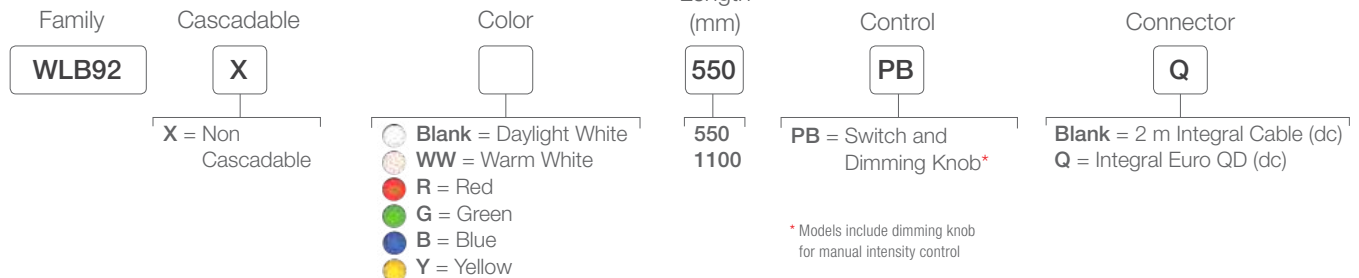 Length
Family
Cascadable
Color
(mm)
Control
Connector
WLB92
X
550
PB
Q
X = Non
Cascadable
Blank = Daylight White
WW = Warm White
R = Red
G = Green
B = Blue
Y = Yellow
550
1100
PB = Switch and
Dimming Knob*
* Models include dimming knob
for manual intensity control
Blank = 2 m Integral Cable (dc)
Q = Integral Euro QD (dc)